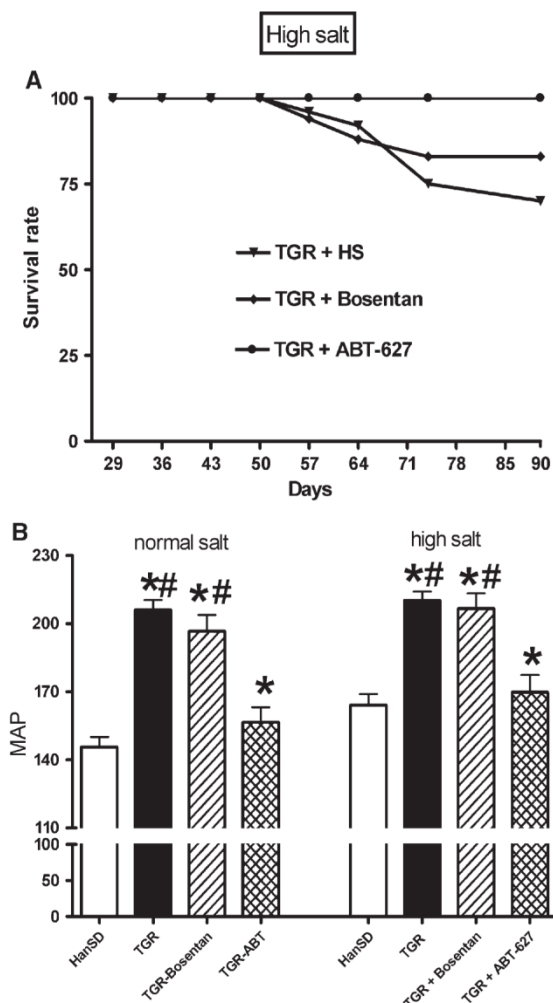 High salt
A
100
75
50
25
0
Survival rate
TGR + HS
TGR + Bosentan
TGR + ABT-627
29 36 43 50 57 64 71 78 85 90
Days
B
normal salt high salt
230
200
170
140
110
100
50
0
MAP
*# *# * *# *# *
HanSD TGR TGR-Bosentan TGR-ABT HanSD TGR TGR + Bosentan TGR + ABT-627